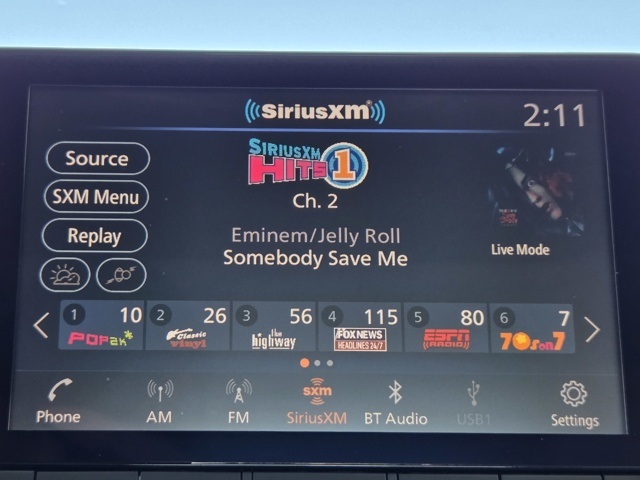 SiriusXM
2:11
Source
SXM Menu
Replay
SIRIUSXM
HITS 1
Ch. 2
Eminem/Jelly Roll
Somebody Save Me
Live Mode
1 10
POP2K
2 26
Classic
vinyl
3 56
the
highway
4 115
FOX NEWS
HEADLINES 24/7
5 80
ESPN
RADIO
6 7
70s on 7
Phone
AM
FM
sxm
SiriusXM
BT Audio
USB1
Settings